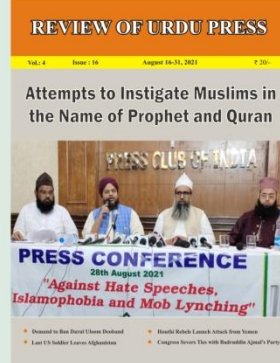 REVIEW OF URDU PRESS
Vol.: 4 Issue : 16 August 16-31, 2021 ₹ 20/-
Attempts to Instigate Muslims in
the Name of Prophet and Quran
PRESS CLUB OF INDIA
PRESS CONFERENCE
28th August 2021
"Against Hate Speeches,
Islamophobia and Mob Lynching"
Demand to Ban Darul Uloom Deoband
Houthi Rebels Launch Attack from Yemen
Last US Soldier Leaves Afghanistan
Congress Severs Ties with Badruddin Ajmal's Party